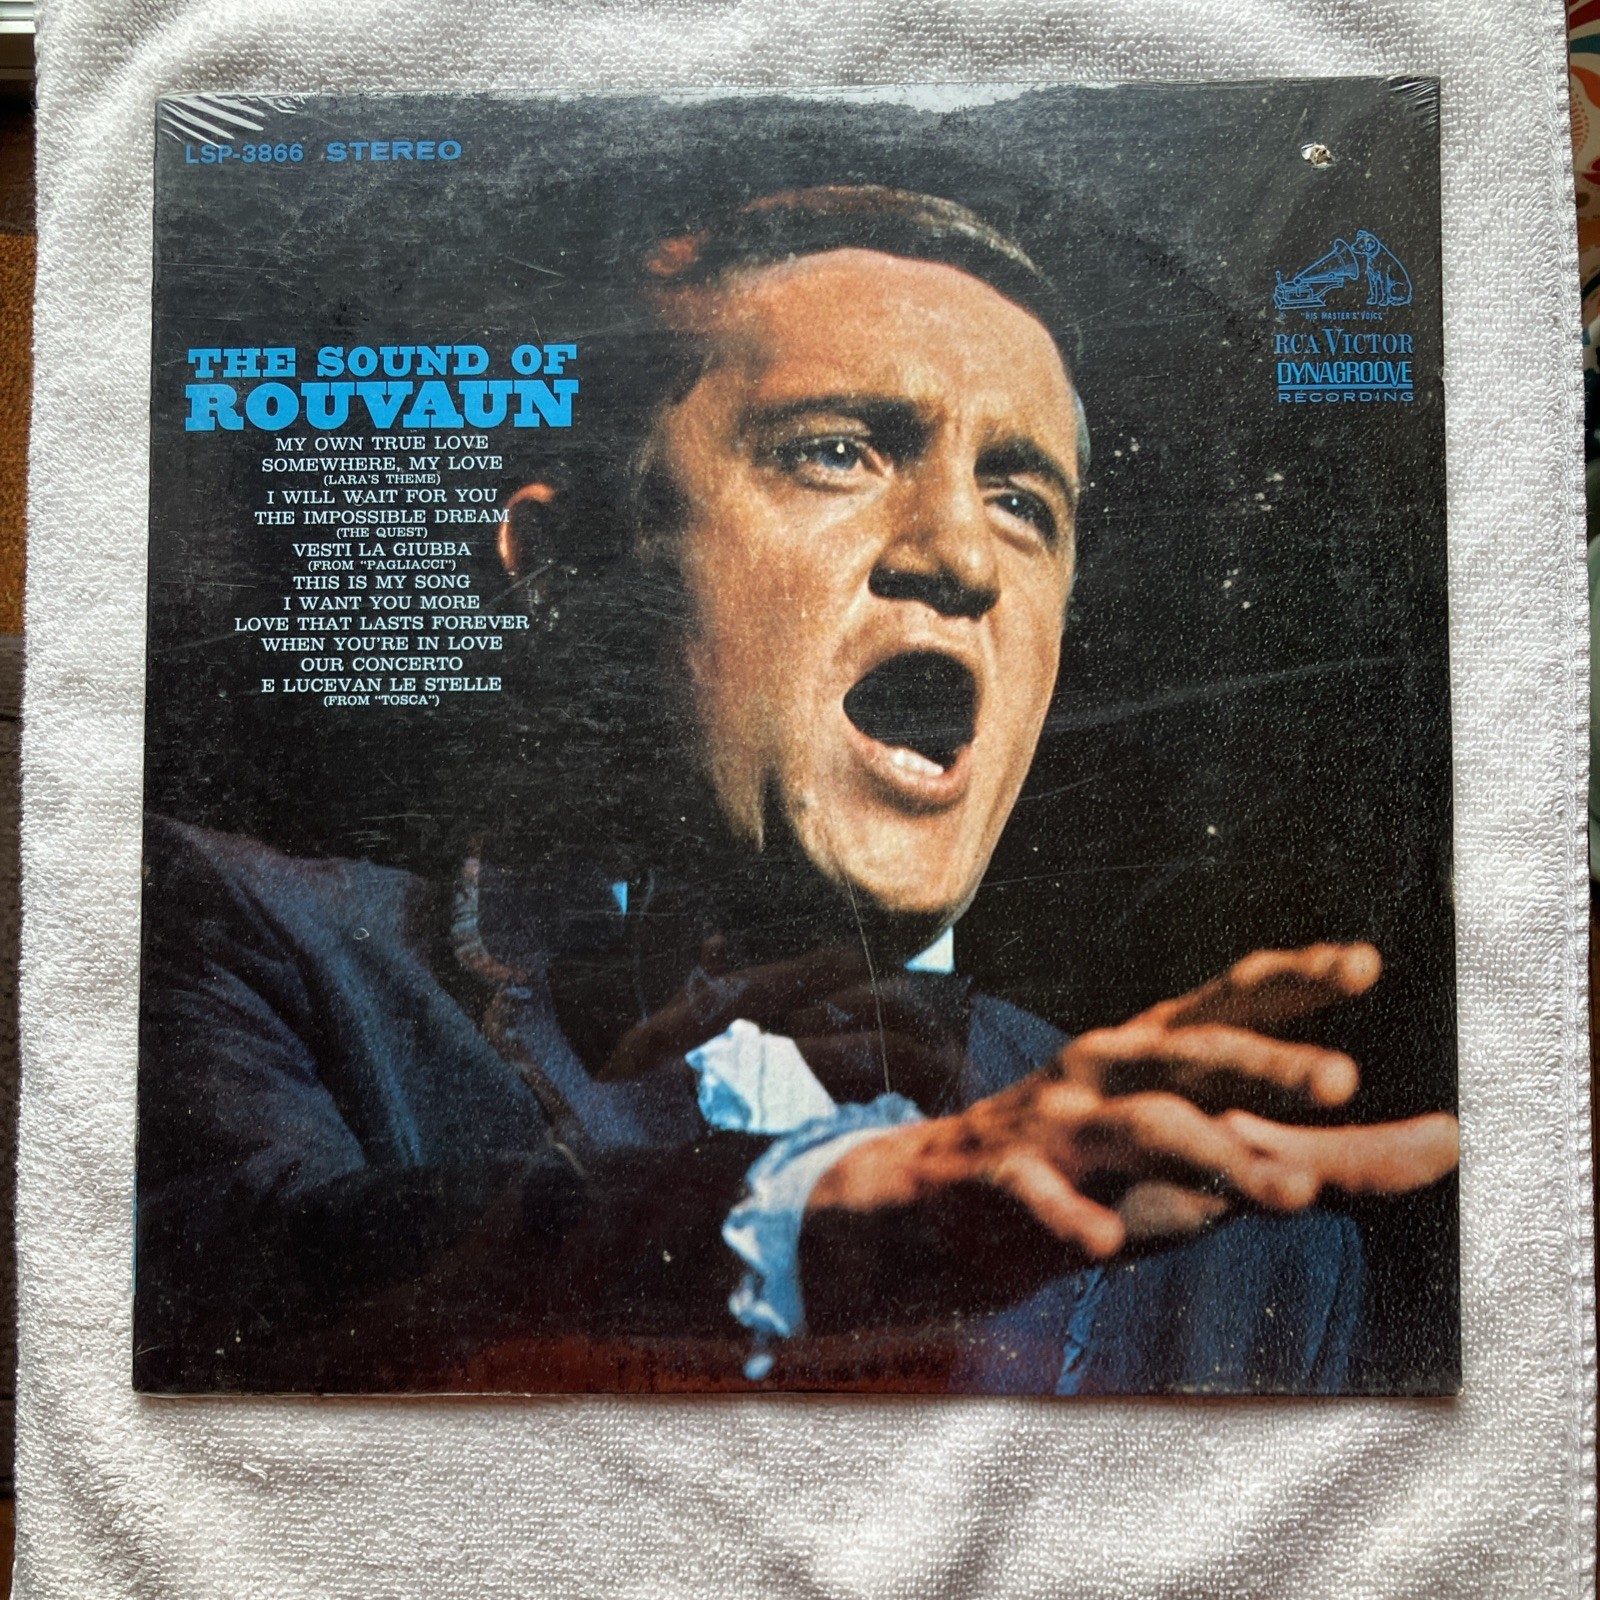 LSP-3866 STEREO
"HIS MASTER'S VOICE"
RCA VICTOR
DYNAGROOVE
RECORDING
THE SOUND OF
ROUVAUN
MY OWN TRUE LOVE
SOMEWHERE, MY LOVE
(LARA'S THEME)
I WILL WAIT FOR YOU
THE IMPOSSIBLE DREAM
(THE QUEST)
VESTI LA GIUBBA
(FROM "PAGLIACCI")
THIS IS MY SONG
I WANT YOU MORE
LOVE THAT LASTS FOREVER
WHEN YOU'RE IN LOVE
OUR CONCERTO
E LUCEVAN LE STELLE
(FROM "TOSCA")